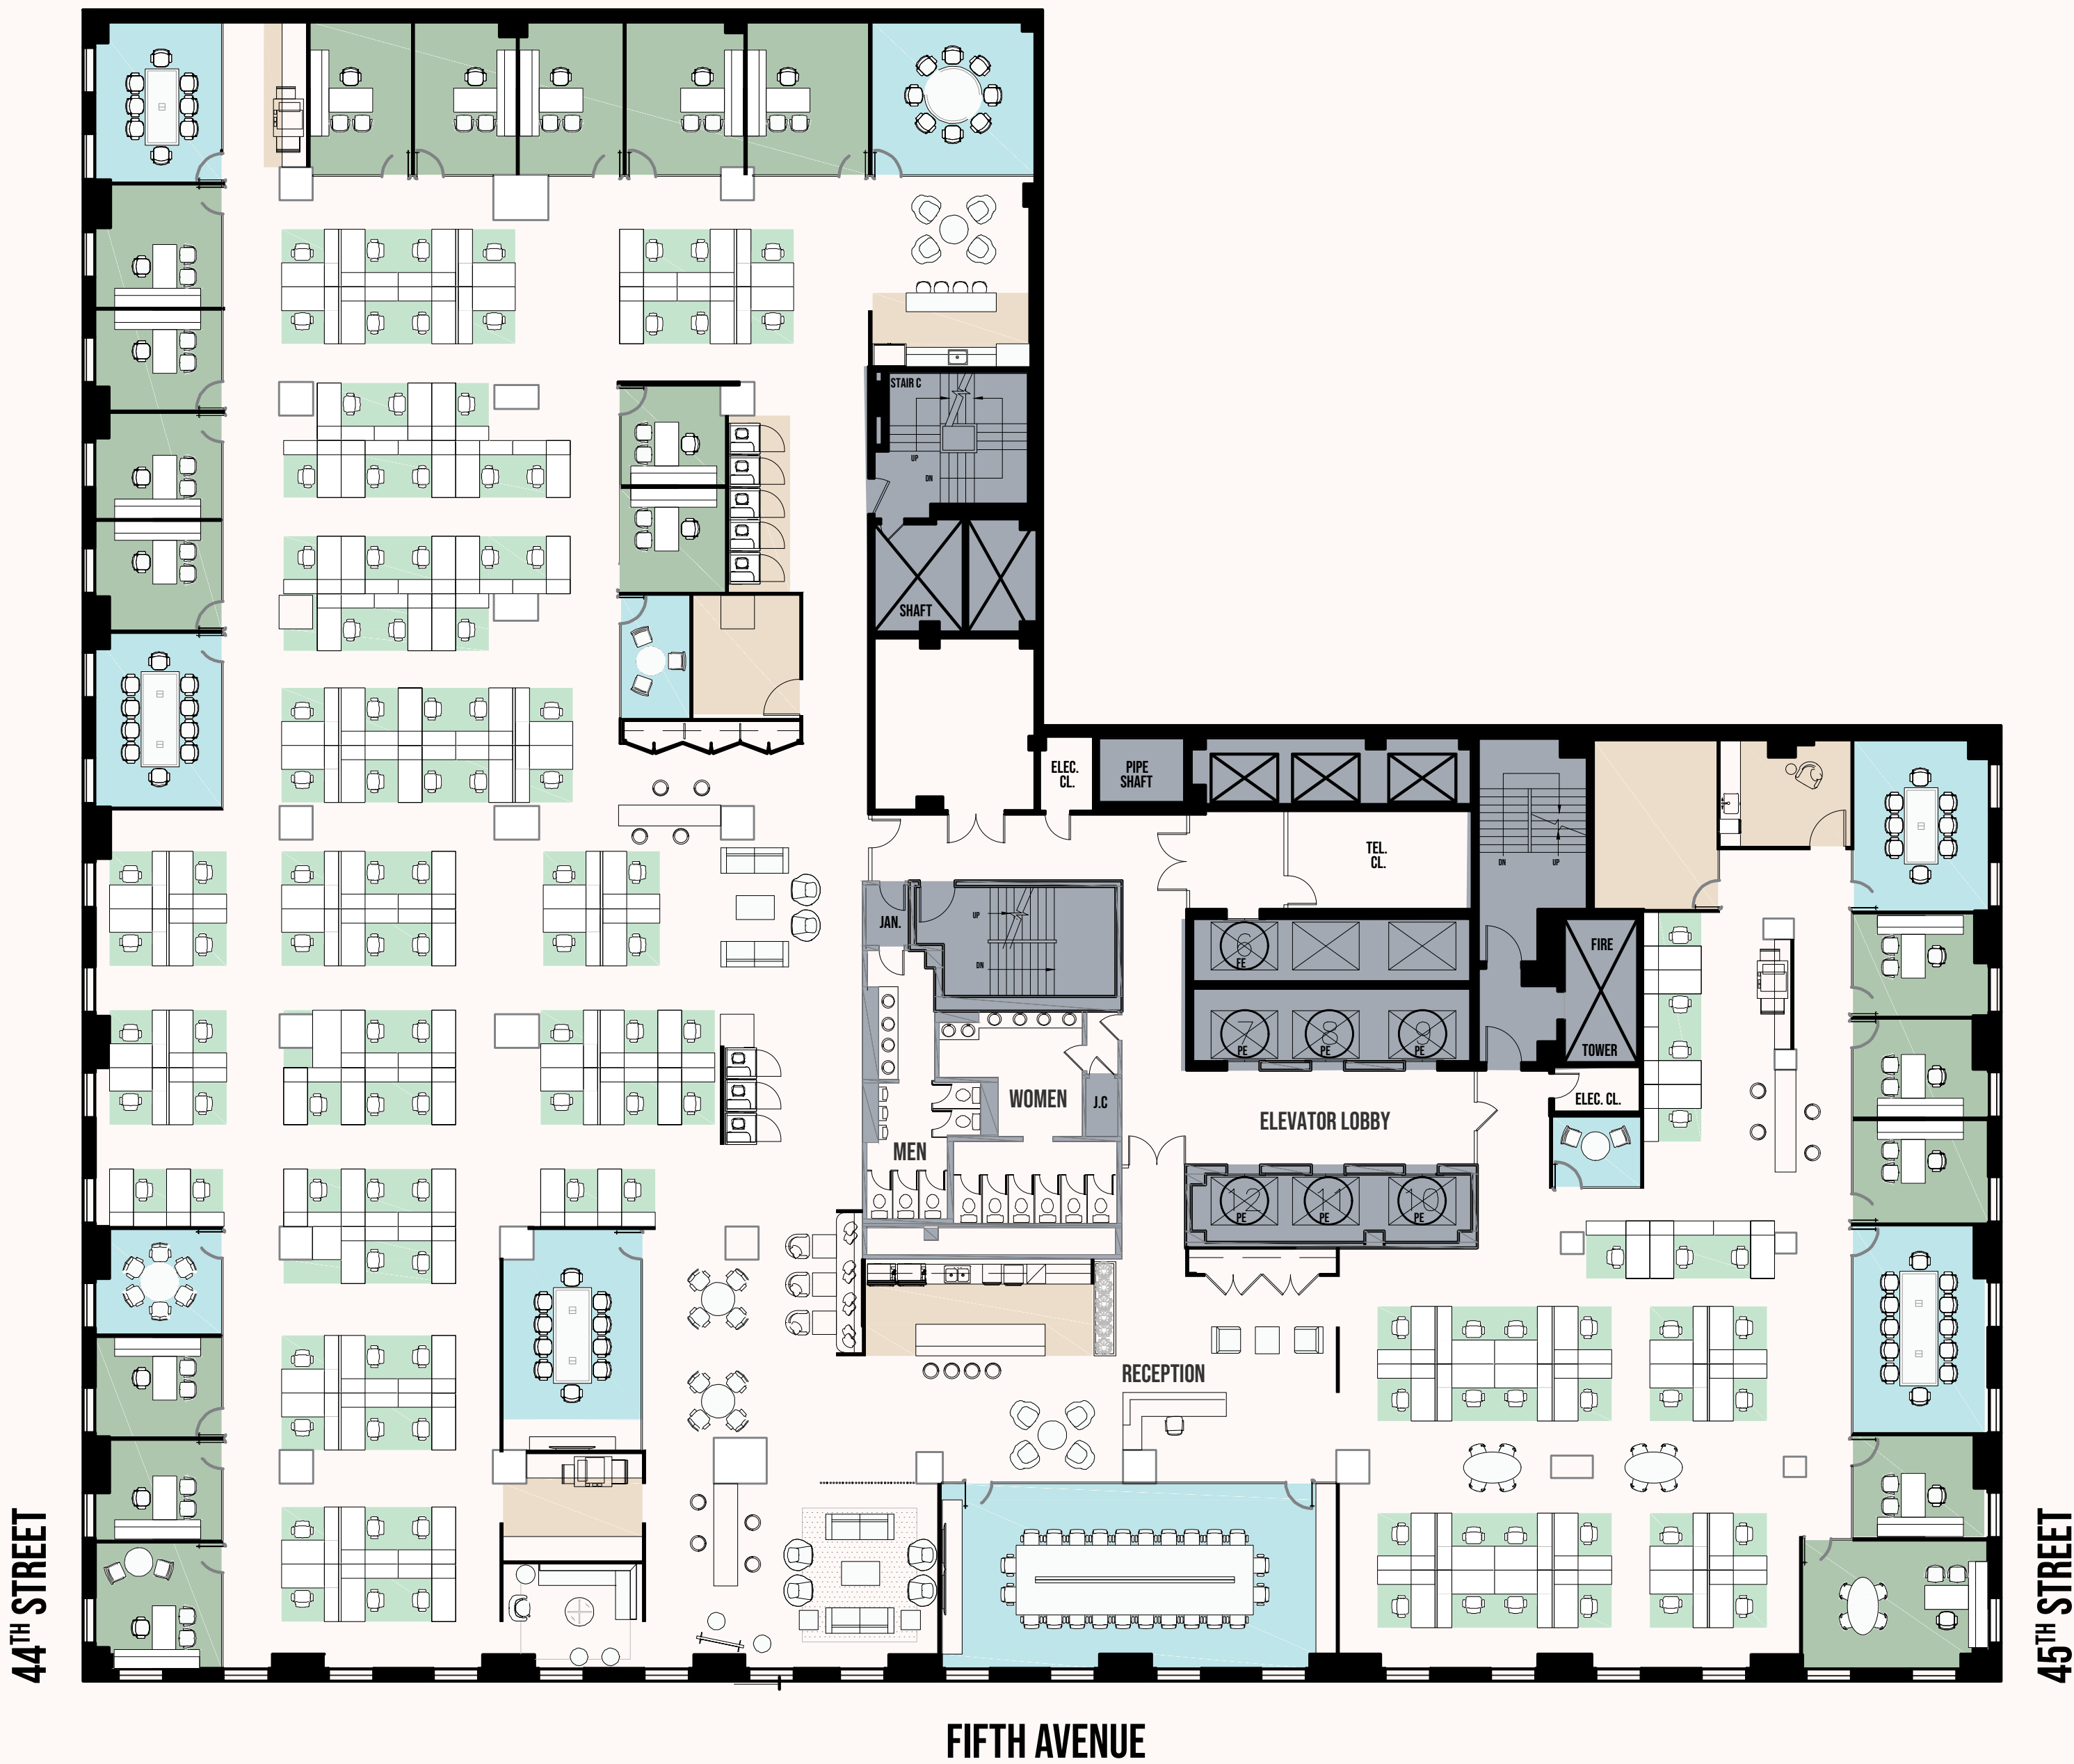 STAIR C
UP
DN
SHAFT
ELEC.
CL.
PIPE
SHAFT
TEL.
CL.
DN
UP
JAN.
UP
DN
6
FE
FIRE
TOWER
7
PE
8
PE
9
PE
WOMEN
J.C
MEN
ELEVATOR LOBBY
ELEC. CL.
12
PE
11
PE
10
PE
RECEPTION
44TH STREET
45TH STREET
FIFTH AVENUE